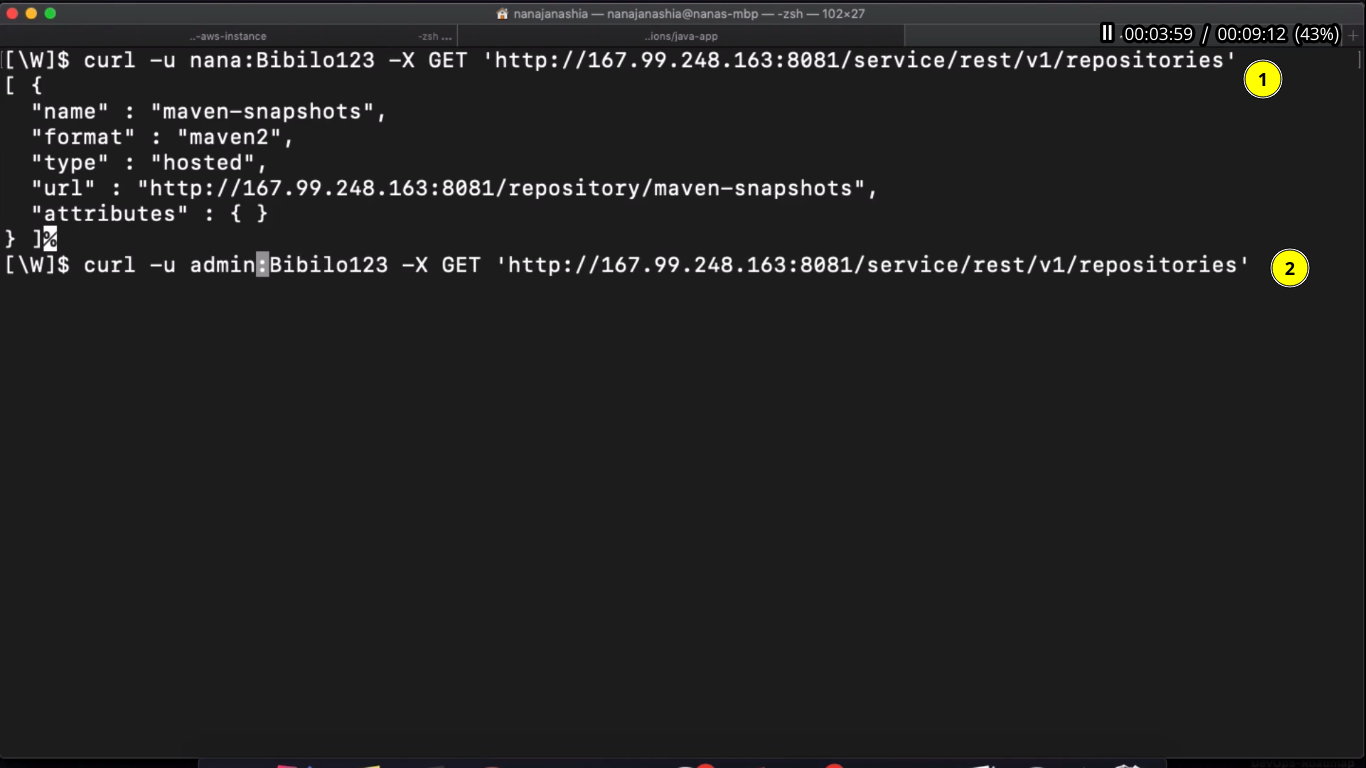 nanajanashia — nanajanashia@nanas-mbp — -zsh — 102×27
..-aws-instance
-zsh ...
..ions/java-app
00:03:59 / 00:09:12 (43%)
[\W]$ curl -u nana:Bibilo123 -X GET 'http://167.99.248.163:8081/service/rest/v1/repositories'
1
[ {
"name" : "maven-snapshots",
"format" : "maven2",
"type" : "hosted",
"url" : "http://167.99.248.163:8081/repository/maven-snapshots",
"attributes" : { }
} ]%
[\W]$ curl -u admin:Bibilo123 -X GET 'http://167.99.248.163:8081/service/rest/v1/repositories'
2